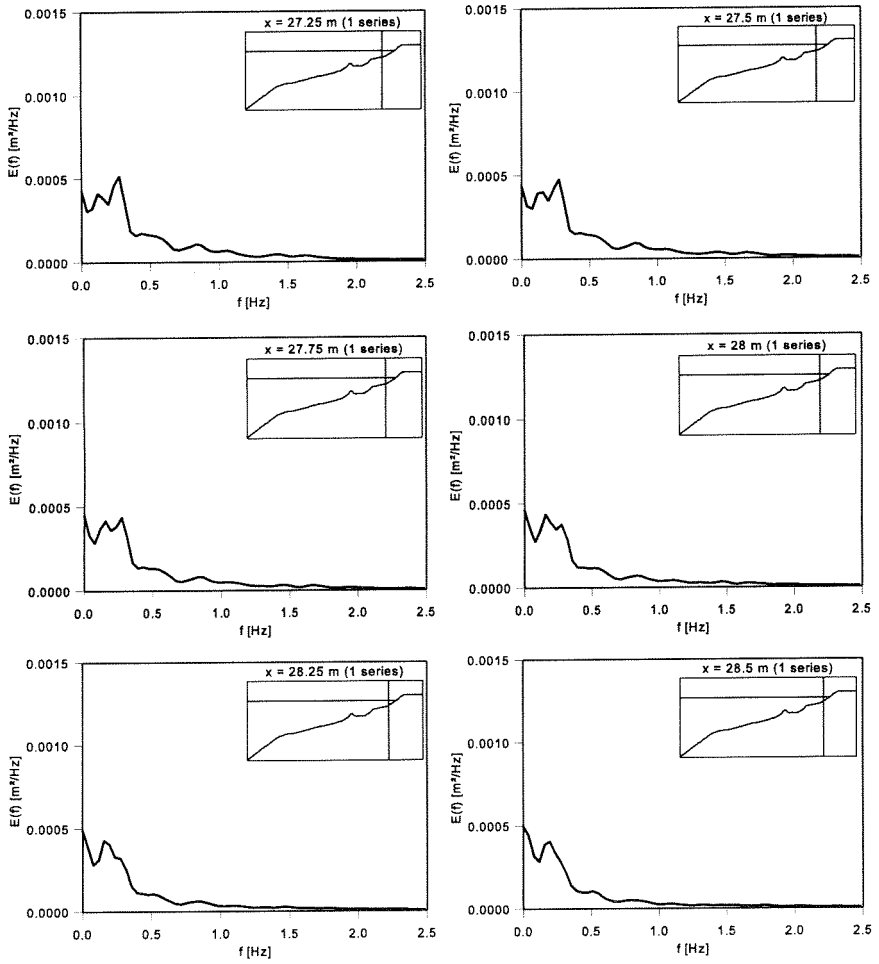 x = 27.25 m (1 series)
E(f) [m²/Hz]
0.0015
0.0010
0.0005
0.0000
0.0 0.5 1.0 1.5 2.0 2.5
f [Hz]
x = 27.5 m (1 series)
E(f) [m²/Hz]
0.0015
0.0010
0.0005
0.0000
0.0 0.5 1.0 1.5 2.0 2.5
f [Hz]
x = 27.75 m (1 series)
E(f) [m²/Hz]
0.0015
0.0010
0.0005
0.0000
0.0 0.5 1.0 1.5 2.0 2.5
f [Hz]
x = 28 m (1 series)
E(f) [m²/Hz]
0.0015
0.0010
0.0005
0.0000
0.0 0.5 1.0 1.5 2.0 2.5
f [Hz]
x = 28.25 m (1 series)
E(f) [m²/Hz]
0.0015
0.0010
0.0005
0.0000
0.0 0.5 1.0 1.5 2.0 2.5
f [Hz]
x = 28.5 m (1 series)
E(f) [m²/Hz]
0.0015
0.0010
0.0005
0.0000
0.0 0.5 1.0 1.5 2.0 2.5
f [Hz]